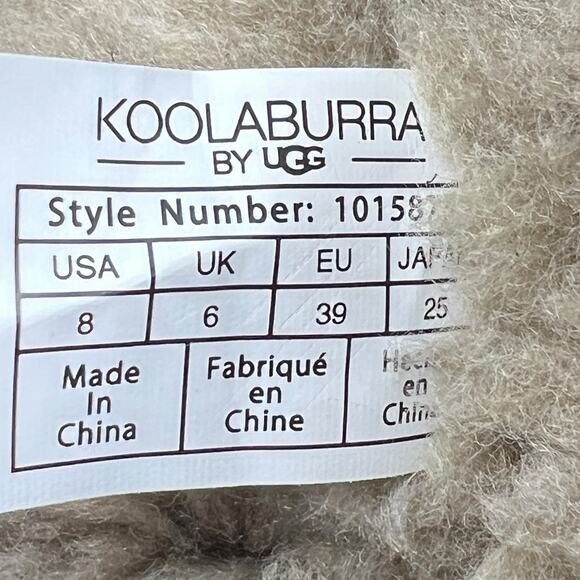 KOOLABURRA
BY UGG
Style Number:
USA UK EU
8 6 39 25
Made Fabriqué
In en en
China Chine